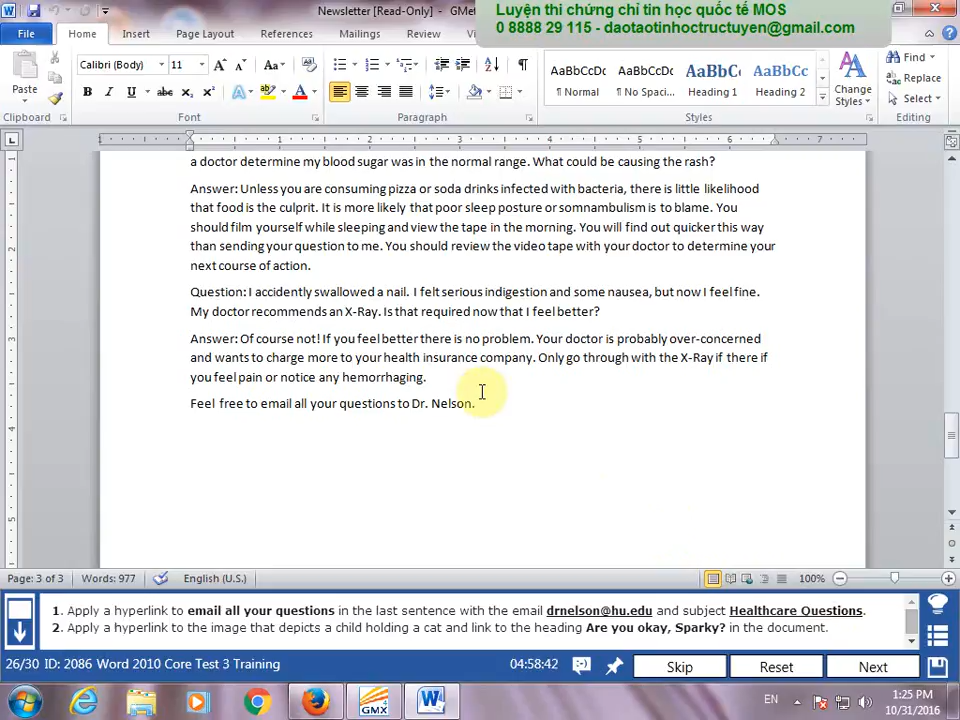 Newsletter [Read-Only] - GMet
Luyện thi chứng chỉ tin học quốc tế MOS
0 8888 29 115 - daotaotinhoctructuyen@gmail.com
File Home Insert Page Layout References Mailings Review
Paste
Clipboard
Calibri (Body) 11
Font
Paragraph
AaBbCcDc AaBbCcDc AaBbC AaBbCc
¶ Normal ¶ No Spaci... Heading 1 Heading 2
Change Styles
Styles
Find
Replace
Select
Editing
a doctor determine my blood sugar was in the normal range. What could be causing the rash?
Answer: Unless you are consuming pizza or soda drinks infected with bacteria, there is little likelihood
that food is the culprit. It is more likely that poor sleep posture or somnambulism is to blame. You
should film yourself while sleeping and view the tape in the morning. You will find out quicker this way
than sending your question to me. You should review the video tape with your doctor to determine your
next course of action.
Question: I accidently swallowed a nail. I felt serious indigestion and some nausea, but now I feel fine.
My doctor recommends an X-Ray. Is that required now that I feel better?
Answer: Of course not! If you feel better there is no problem. Your doctor is probably over-concerned
and wants to charge more to your health insurance company. Only go through with the X-Ray if there if
you feel pain or notice any hemorrhaging.
Feel free to email all your questions to Dr. Nelson.
Page: 3 of 3 Words: 977 English (U.S.) 100%
1. Apply a hyperlink to email all your questions in the last sentence with the email drnelson@hu.edu and subject Healthcare Questions.
2. Apply a hyperlink to the image that depicts a child holding a cat and link to the heading Are you okay, Sparky? in the document.
26/30 ID: 2086 Word 2010 Core Test 3 Training 04:58:42 Skip Reset Next
GMX
EN
1:25 PM
10/31/2016